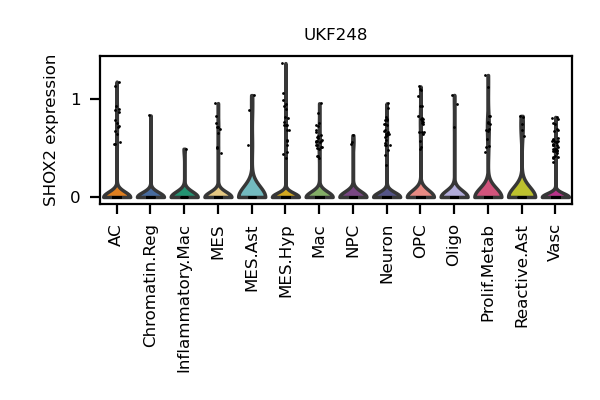 UKF248
SHOX2 expression
1
0
AC
Chromatin.Reg
Inflammatory.Mac
MES
MES.Ast
MES.Hyp
Mac
NPC
Neuron
OPC
Oligo
Prolif.Metab
Reactive.Ast
Vasc